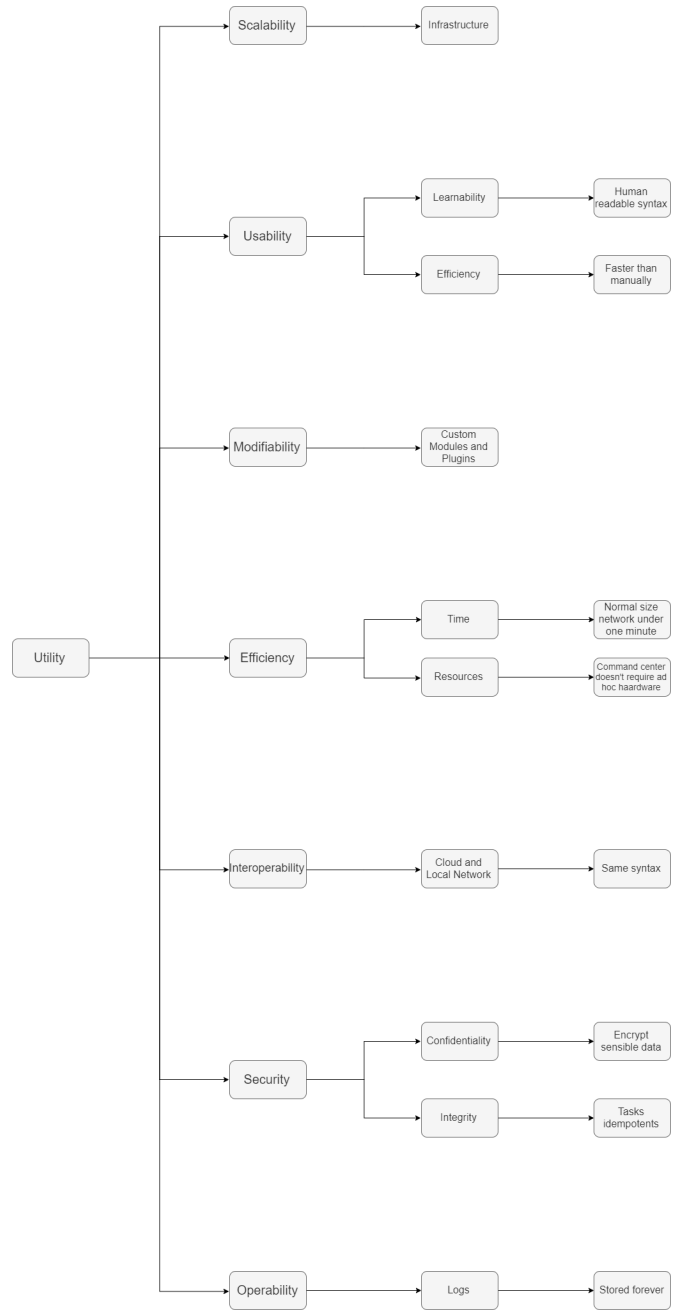 Scalability
Infrastructure
Usability
Learnability
Human
readable syntax
Efficiency
Faster than
manually
Modifiability
Custom
Modules and
Plugins
Utility
Efficiency
Time
Normal size
network under
one minute
Resources
Command center
doesn't require ad
hoc haardware
Interoperability
Cloud and
Local Network
Same syntax
Security
Confidentiality
Encrypt
sensible data
Integrity
Tasks
idempotents
Operability
Logs
Stored forever